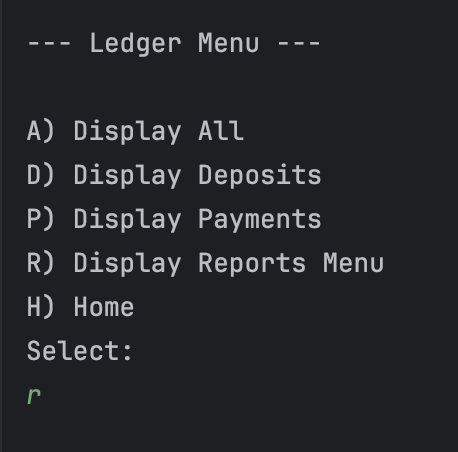 --- Ledger Menu ---
A) Display All
D) Display Deposits
P) Display Payments
R) Display Reports Menu
H) Home
Select:
r